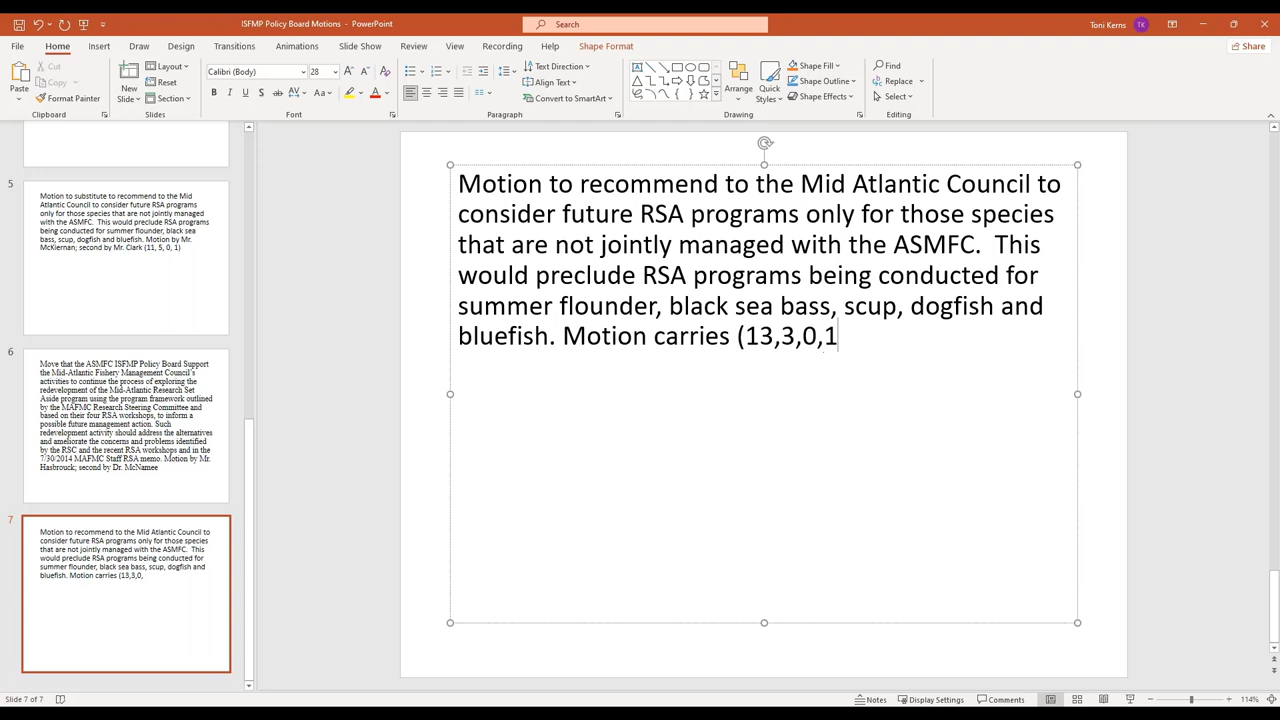 ISFMP Policy Board Motions - PowerPoint
Search
Toni Kerns
TK
File
Home
Insert
Draw
Design
Transitions
Animations
Slide Show
Review
View
Recording
Help
Shape Format
Share
Paste
Cut
Copy
Format Painter
Clipboard
New
Slide
Layout
Reset
Section
Slides
Calibri (Body)
28
Font
Text Direction
Align Text
Convert to SmartArt
Paragraph
Arrange
Quick
Styles
Shape Fill
Shape Outline
Shape Effects
Drawing
Find
Replace
Select
Editing
5
Motion to substitute to recommend to the Mid
Atlantic Council to consider future RSA programs
only for those species that are not jointly managed
with the ASMFC.  This would preclude RSA programs
being conducted for summer flounder, black sea
bass, scup, dogfish and bluefish. Motion by Mr.
McKiernan; second by Mr. Clark (11, 5, 0, 1)
6
Move that the ASMFC ISFMP Policy Board Support
the Mid-Atlantic Fishery Management Council's
activities to continue the process of exploring the
redevelopment of the Mid-Atlantic Research Set
Aside program using the program framework outlined
by the MAFMC Research Steering Committee and
based on their four RSA workshops, to inform a
possible future management action. Such
redevelopment activity should address the alternatives
and ameliorate the concerns and problems identified
by the RSC and the recent RSA workshops and in the
7/30/2014 MAFMC Staff RSA memo. Motion by Mr.
Hasbrouck; second by Dr. McNamee
7
Motion to recommend to the Mid Atlantic Council to
consider future RSA programs only for those species
that are not jointly managed with the ASMFC.  This
would preclude RSA programs being conducted for
summer flounder, black sea bass, scup, dogfish and
bluefish. Motion carries (13,3,0,
Motion to recommend to the Mid Atlantic Council to
consider future RSA programs only for those species
that are not jointly managed with the ASMFC.  This
would preclude RSA programs being conducted for
summer flounder, black sea bass, scup, dogfish and
bluefish. Motion carries (13,3,0,1
Slide 7 of 7
Notes
Display Settings
Comments
114%